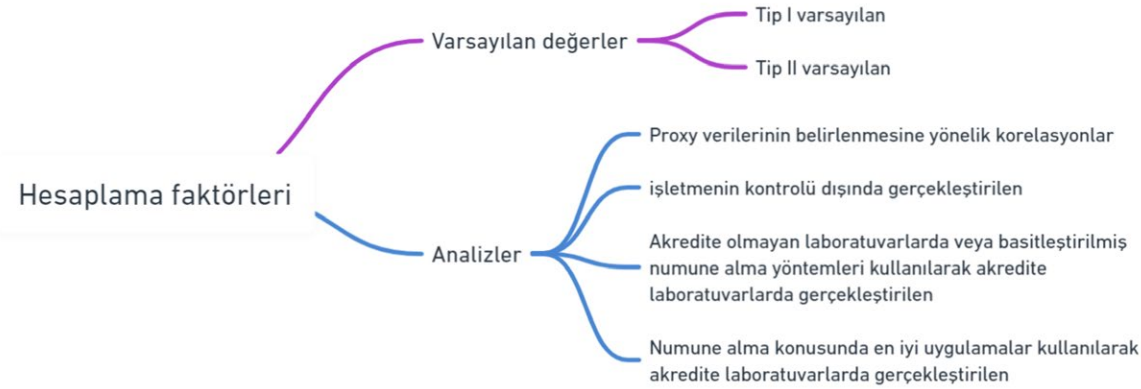 Hesaplama faktörleri
Varsayılan değerler
Tip I varsayılan
Tip II varsayılan
Analizler
Proxy verilerinin belirlenmesine yönelik korelasyonlar
işletmenin kontrolü dışında gerçekleştirilen
Akredite olmayan laboratuvarlarda veya basitleştirilmiş
numune alma yöntemleri kullanılarak akredite
laboratuvarlarda gerçekleştirilen
Numune alma konusunda en iyi uygulamalar kullanılarak
akredite laboratuvarlarda gerçekleştirilen